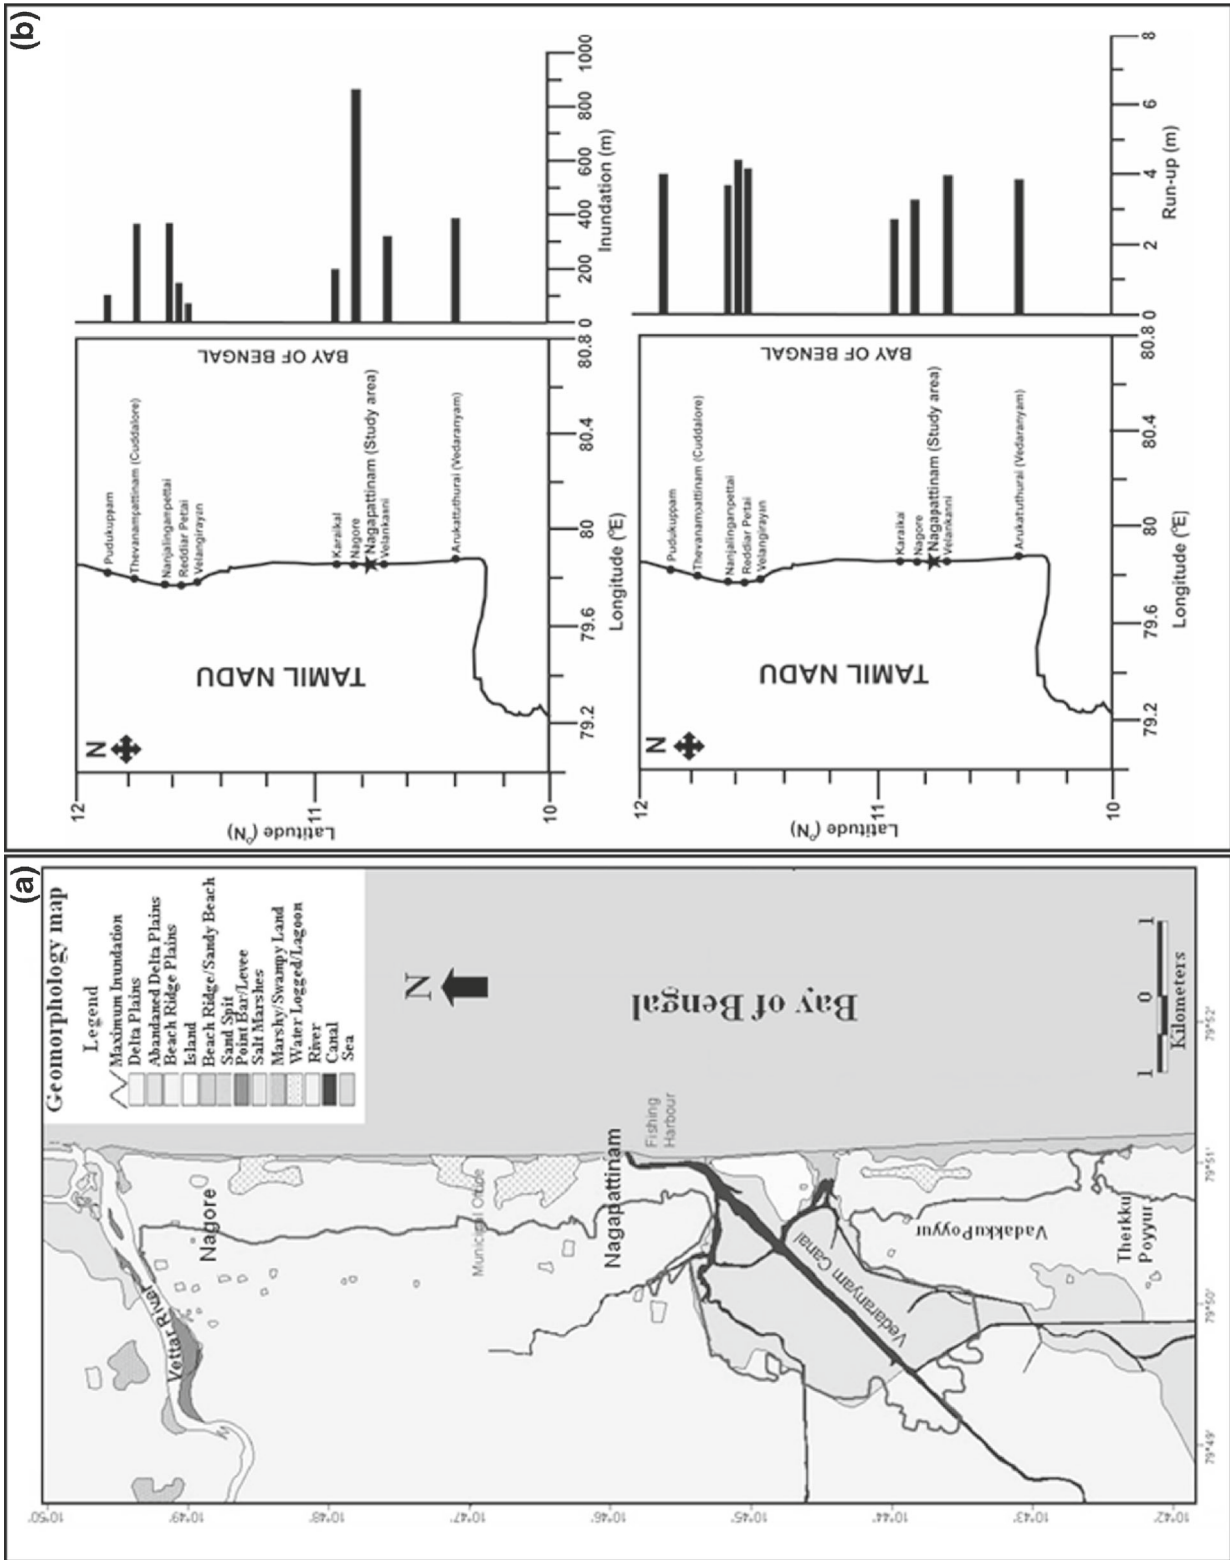 (a)
Geomorphology map
Legend
Maximum Inundation
Delta Plains
Abandaned Delta Plains
Beach Ridge Plains
Island
Beach Ridge/Sandy Beach
Sand Spit
Point Bar/Levee
Salt Marshes
Marshy/Swampy Land
Water Logged/Lagoon
River
Canal
Sea
N
Bay of Bengal
Vettar River
Nagore
Municipal Office
Nagapattinam
Fishing
Harbour
Vedaranyam Canal
VadakkuPoyyur
Therkku
Poyyur
1 0 1
Kilometers
10°50'
10°49'
10°48'
10°47'
10°46'
10°45'
10°44'
10°43'
10°42'
79°49'
79°50'
79°51'
79°52'
(b)
N
TAMIL NADU
BAY OF BENGAL
Pudukuppam
Thevanampattinam (Cuddalore)
Nanjalingampettai
Reddiar Petai
Velangirayan
Karaikal
Nagore
Nagapattinam (Study area)
Velankanni
Arukattuthurai (Vedaranyam)
12
11
10
Latitude (°N)
79.2 79.6 80 80.4 80.8
Longitude (°E)
0 200 400 600 800 1000
Inundation (m)
N
TAMIL NADU
BAY OF BENGAL
Pudukuppam
Thevanampattinam (Cuddalore)
Nanjalingampettai
Reddiar Petai
Velangirayan
Karaikal
Nagore
Nagapattinam (Study area)
Velankanni
Arukatuthurai (Vedaranyam)
12
11
10
Latitude (°N)
79.2 79.6 80 80.4 80.8
Longitude (°E]
0 2 4 6 8
Run-up (m)